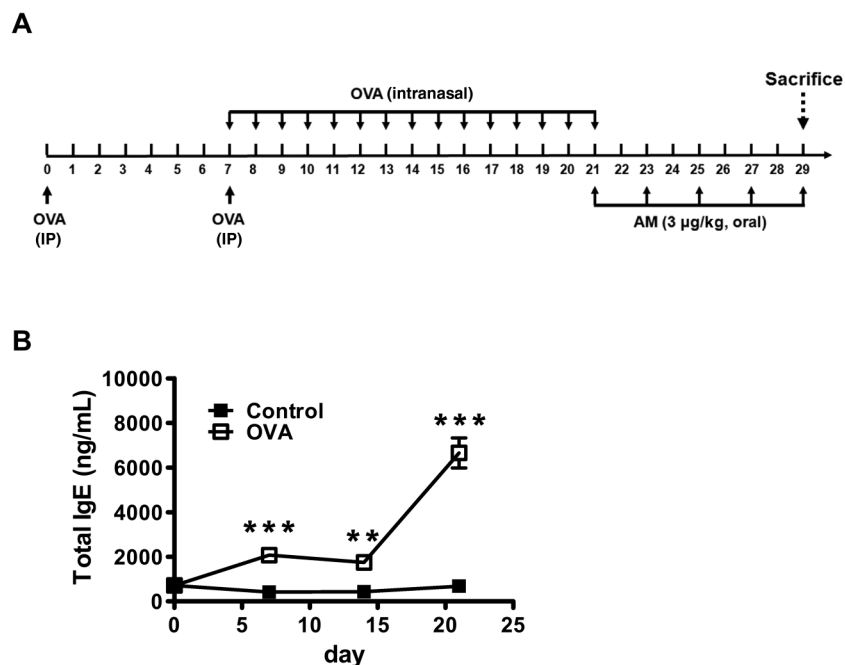 A
Sacrifice
OVA (intranasal)
0 1 2 3 4 5 6 7 8 9 10 11 12 13 14 15 16 17 18 19 20 21 22 23 24 25 26 27 28 29
OVA
(IP)
OVA
(IP)
AM (3 µg/kg, oral)
B
10000
8000
6000
4000
2000
0
Total IgE (ng/mL)
Control
OVA
***
**
***
0 5 10 15 20 25
day